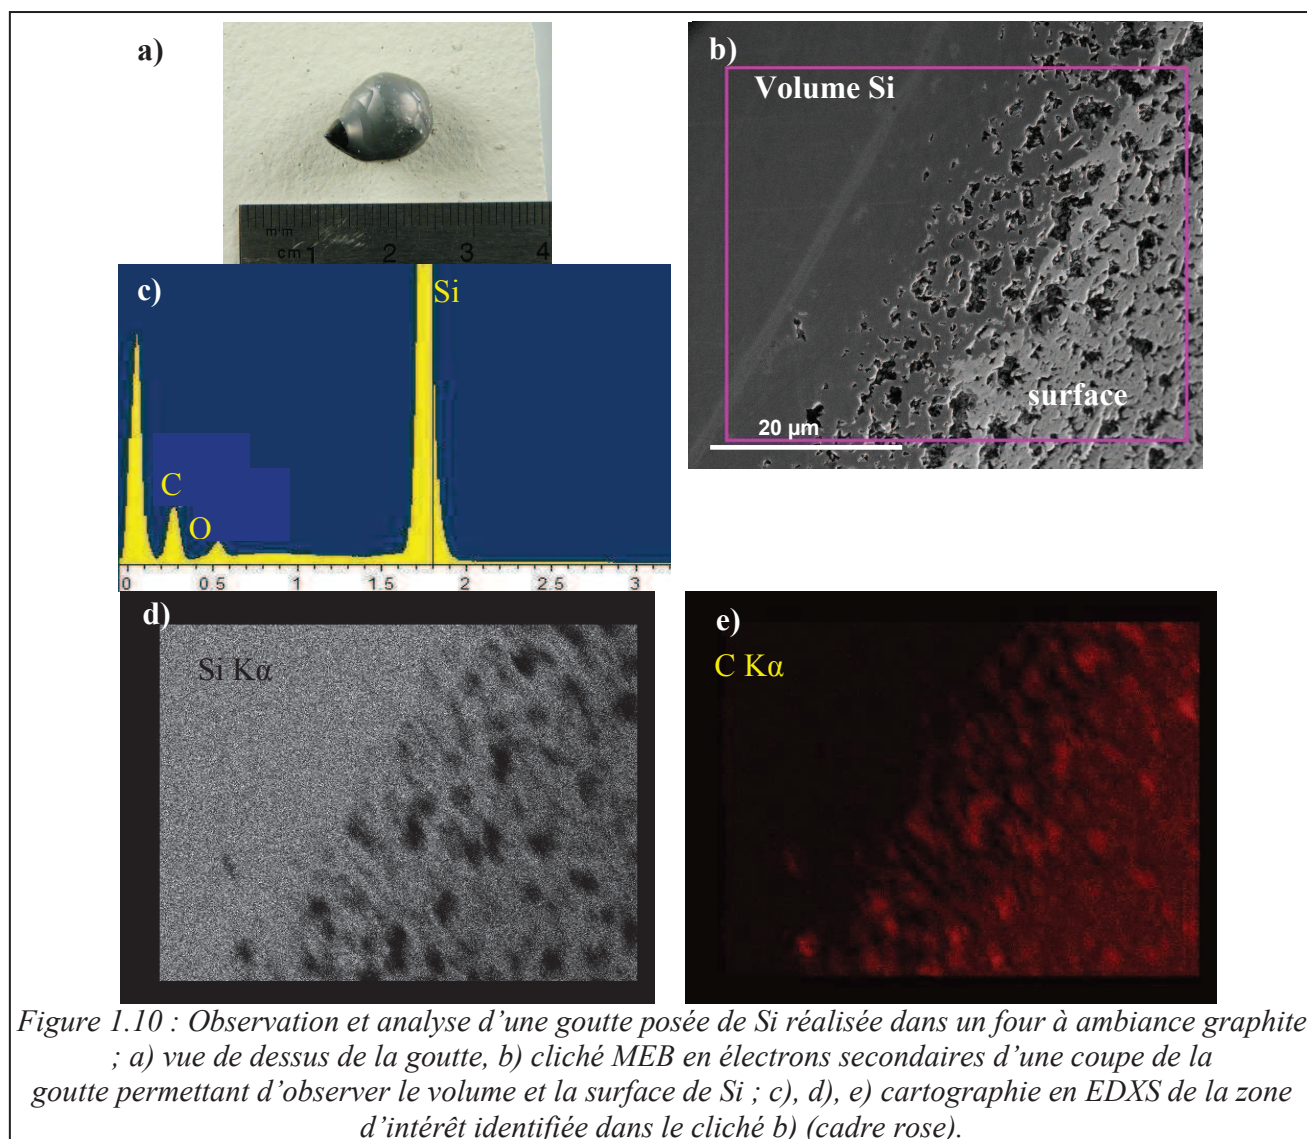 a)
mm
cm 1 2 3 4
b)
Volume Si
surface
20 µm
c)
Si
C
O
0 0.5 1 1.5 2 2.5 3
d)
Si Kα
e)
C Kα
Figure 1.10 : Observation et analyse d'une goutte posée de Si réalisée dans un four à ambiance graphite
; a) vue de dessus de la goutte, b) cliché MEB en électrons secondaires d'une coupe de la
goutte permettant d'observer le volume et la surface de Si ; c), d), e) cartographie en EDXS de la zone
d'intérêt identifiée dans le cliché b) (cadre rose).